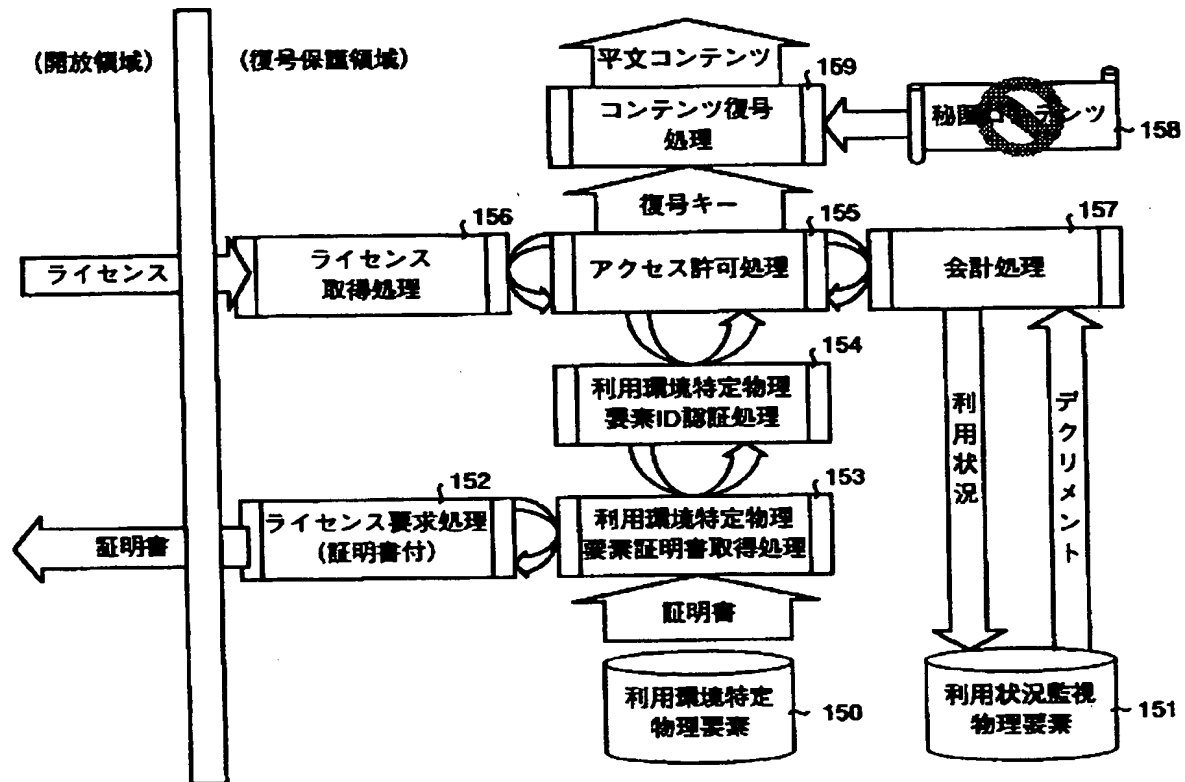 (開放領域)
(復号保護領域)
平文コンテンツ
159
コンテンツ復号
処理
158
復号キー
156
155
157
ライセンス
ライセンス
取得処理
アクセス許可処理
会計処理
154
利用環境特定物理
要素ID認証処理
利用状況
デクリメント
152
153
証明書
ライセンス要求処理
(証明書付)
利用環境特定物理
要素証明書取得処理
証明書
利用環境特定
物理要素
150
利用状況監視
物理要素
151